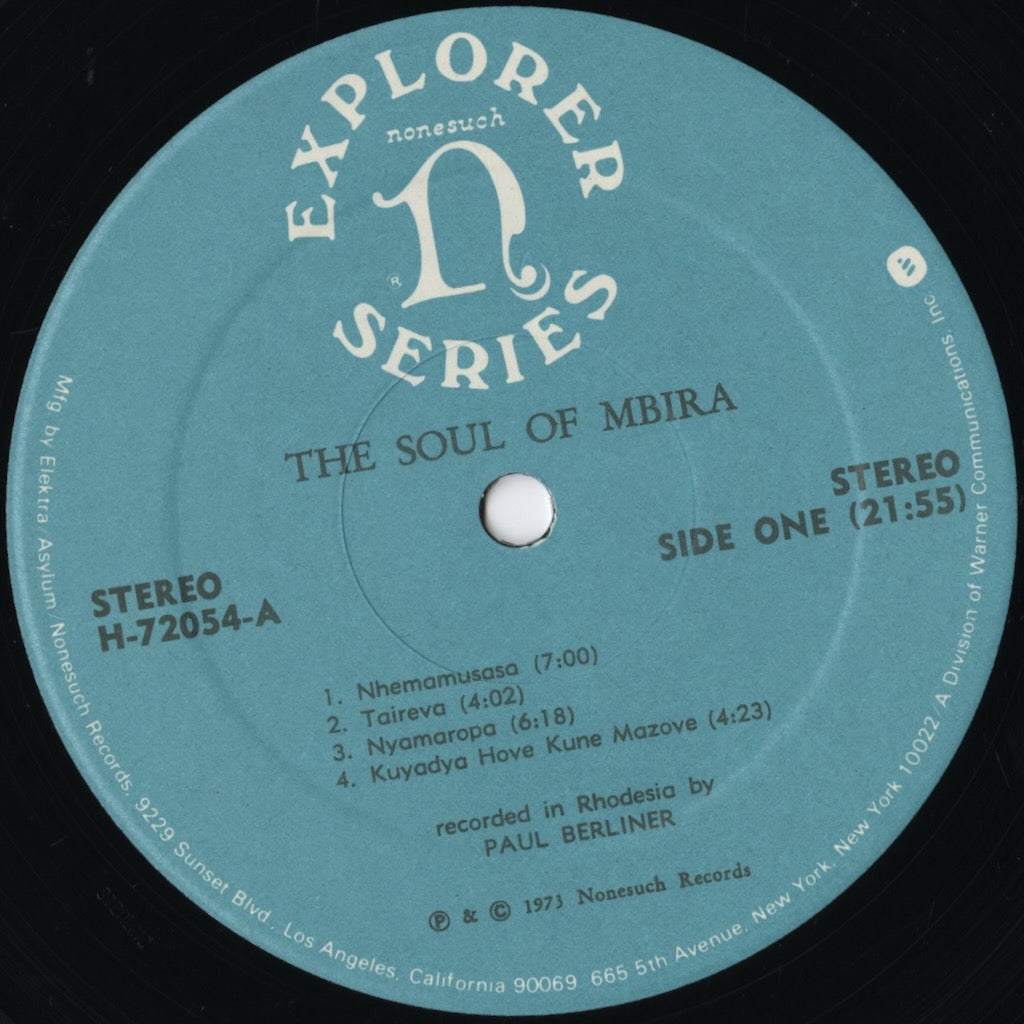 EXPLORER
nonesuch
n
R
SERIES
THE SOUL OF MBIRA
STEREO
SIDE ONE (21:55)
STEREO
H-72054-A
1. Nhemamusasa (7:00)
2. Taireva (4:02)
3. Nyamaropa (6:18)
4. Kuyadya Hove Kune Mazove (4:23)
recorded in Rhodesia by
PAUL BERLINER
℗ & © 1973 Nonesuch Records
Mfg by Elektra/Asylum/Nonesuch Records, 9229 Sunset Blvd., Los Angeles, California 90069 665 5th Avenue, New York, New York 10022/A Division of Warner Communications, Inc.